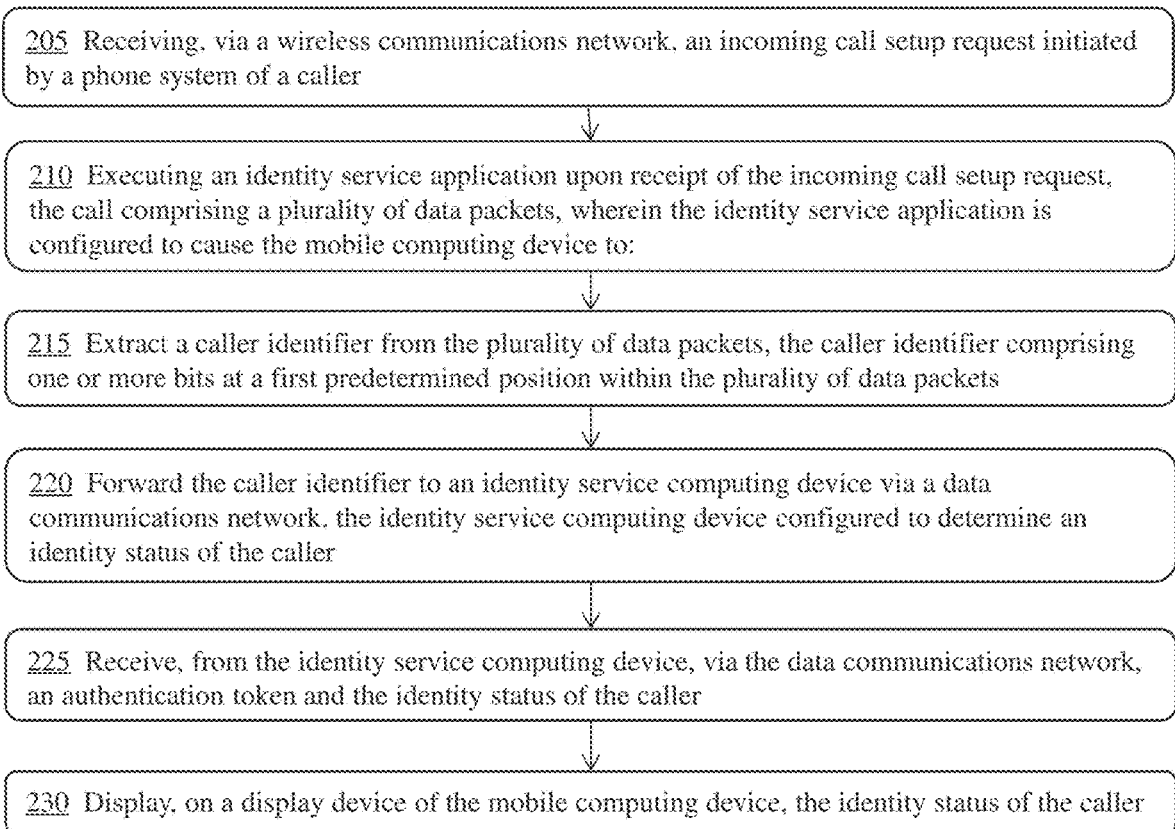 205 Receiving, via a wireless communications network, an incoming call setup request initiated
by a phone system of a caller
210 Executing an identity service application upon receipt of the incoming call setup request,
the call comprising a plurality of data packets, wherein the identity service application is
configured to cause the mobile computing device to:
215 Extract a caller identifier from the plurality of data packets, the caller identifier comprising
one or more bits at a first predetermined position within the plurality of data packets
220 Forward the caller identifier to an identity service computing device via a data
communications network, the identity service computing device configured to determine an
identity status of the caller
225 Receive, from the identity service computing device, via the data communications network,
an authentication token and the identity status of the caller
230 Display, on a display device of the mobile computing device, the identity status of the caller